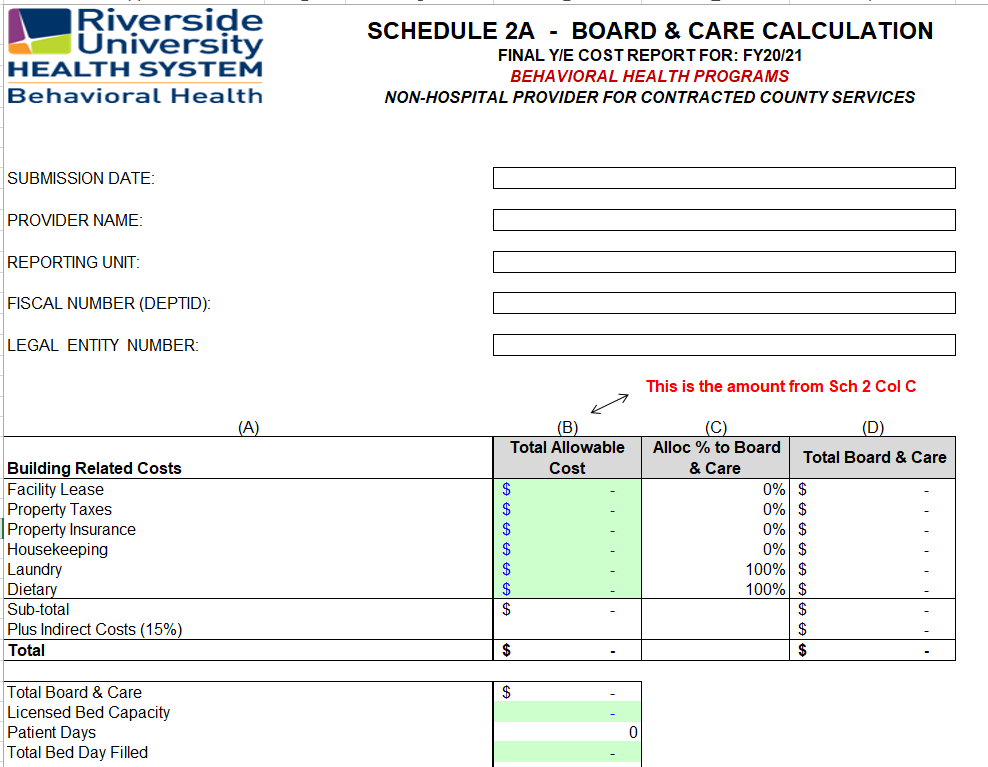 Riverside
University
HEALTH SYSTEM
Behavioral Health
SCHEDULE 2A - BOARD & CARE CALCULATION
FINAL Y/E COST REPORT FOR: FY20/21
BEHAVIORAL HEALTH PROGRAMS
NON-HOSPITAL PROVIDER FOR CONTRACTED COUNTY SERVICES
SUBMISSION DATE:
PROVIDER NAME:
REPORTING UNIT:
FISCAL NUMBER (DEPTID):
LEGAL ENTITY NUMBER:
This is the amount from Sch 2 Col C
(A) (B) (C) (D)
Building Related Costs Total Allowable Cost Alloc % to Board & Care Total Board & Care
Facility Lease $ - 0% $ -
Property Taxes $ - 0% $ -
Property Insurance $ - 0% $ -
Housekeeping $ - 0% $ -
Laundry $ - 100% $ -
Dietary $ - 100% $ -
Sub-total $ - $ -
Plus Indirect Costs (15%) $ -
Total $ - $ -
Total Board & Care $ -
Licensed Bed Capacity -
Patient Days 0
Total Bed Day Filled -